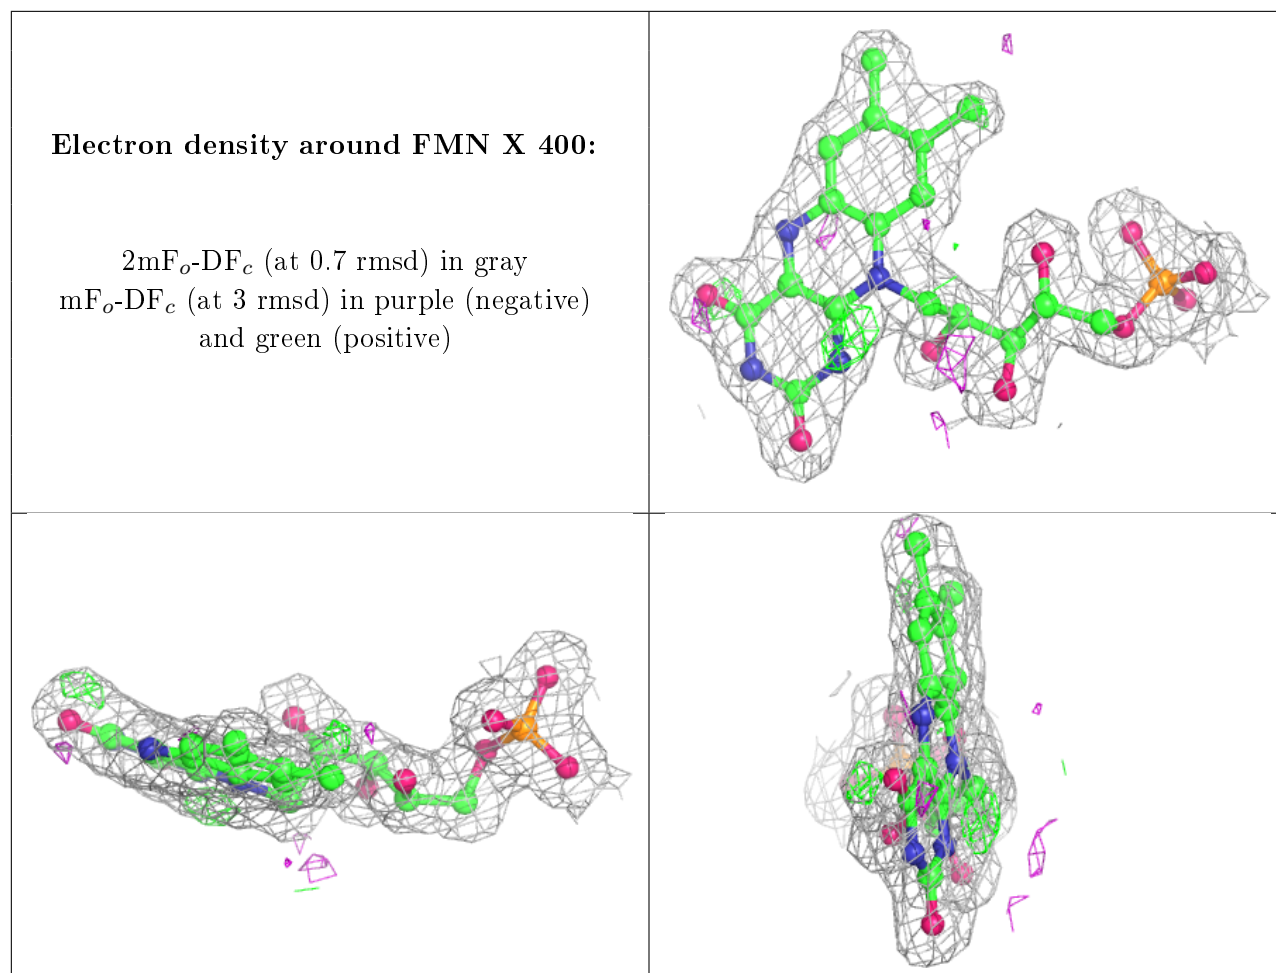 Electron density around FMN X 400:
2mFo-DFc (at 0.7 rmsd) in gray
mFo-DFc (at 3 rmsd) in purple (negative)
and green (positive)